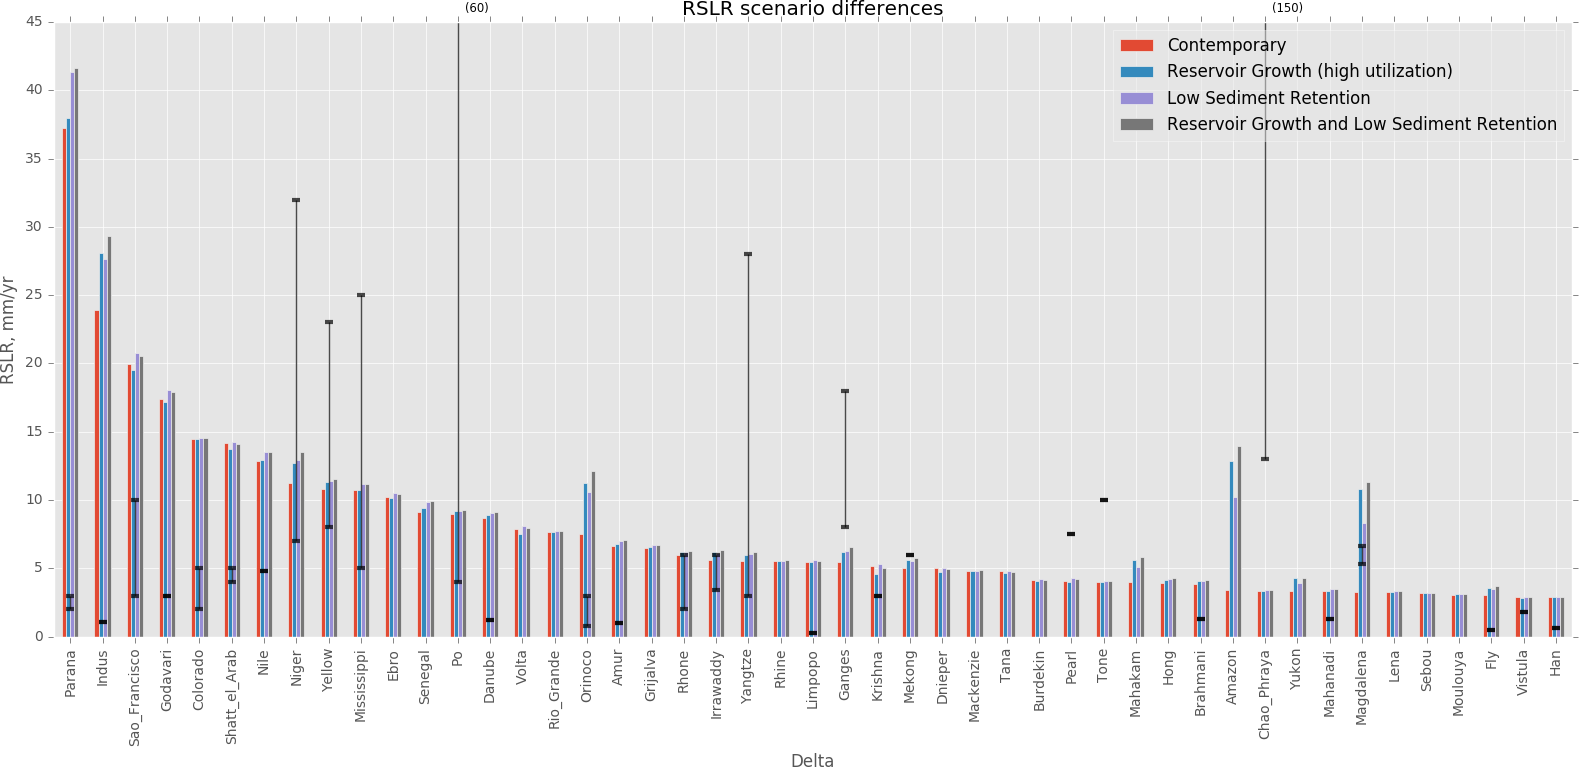 RSLR scenario differences
(60)
(150)
Contemporary
Reservoir Growth (high utilization)
Low Sediment Retention
Reservoir Growth and Low Sediment Retention
RSLR, mm/yr
45
40
35
30
25
20
15
10
5
0
Parana
Indus
Sao_Francisco
Godavari
Colorado
Shatt_el_Arab
Nile
Niger
Yellow
Mississippi
Ebro
Senegal
Po
Danube
Volta
Rio_Grande
Orinoco
Amur
Grijalva
Rhone
Irrawaddy
Yangtze
Rhine
Limpopo
Ganges
Krishna
Mekong
Dnieper
Mackenzie
Tana
Burdekin
Pearl
Tone
Mahakam
Hong
Brahmani
Amazon
Chao_Phraya
Yukon
Mahanadi
Magdalena
Lena
Sebou
Moulouya
Fly
Vistula
Han
Delta